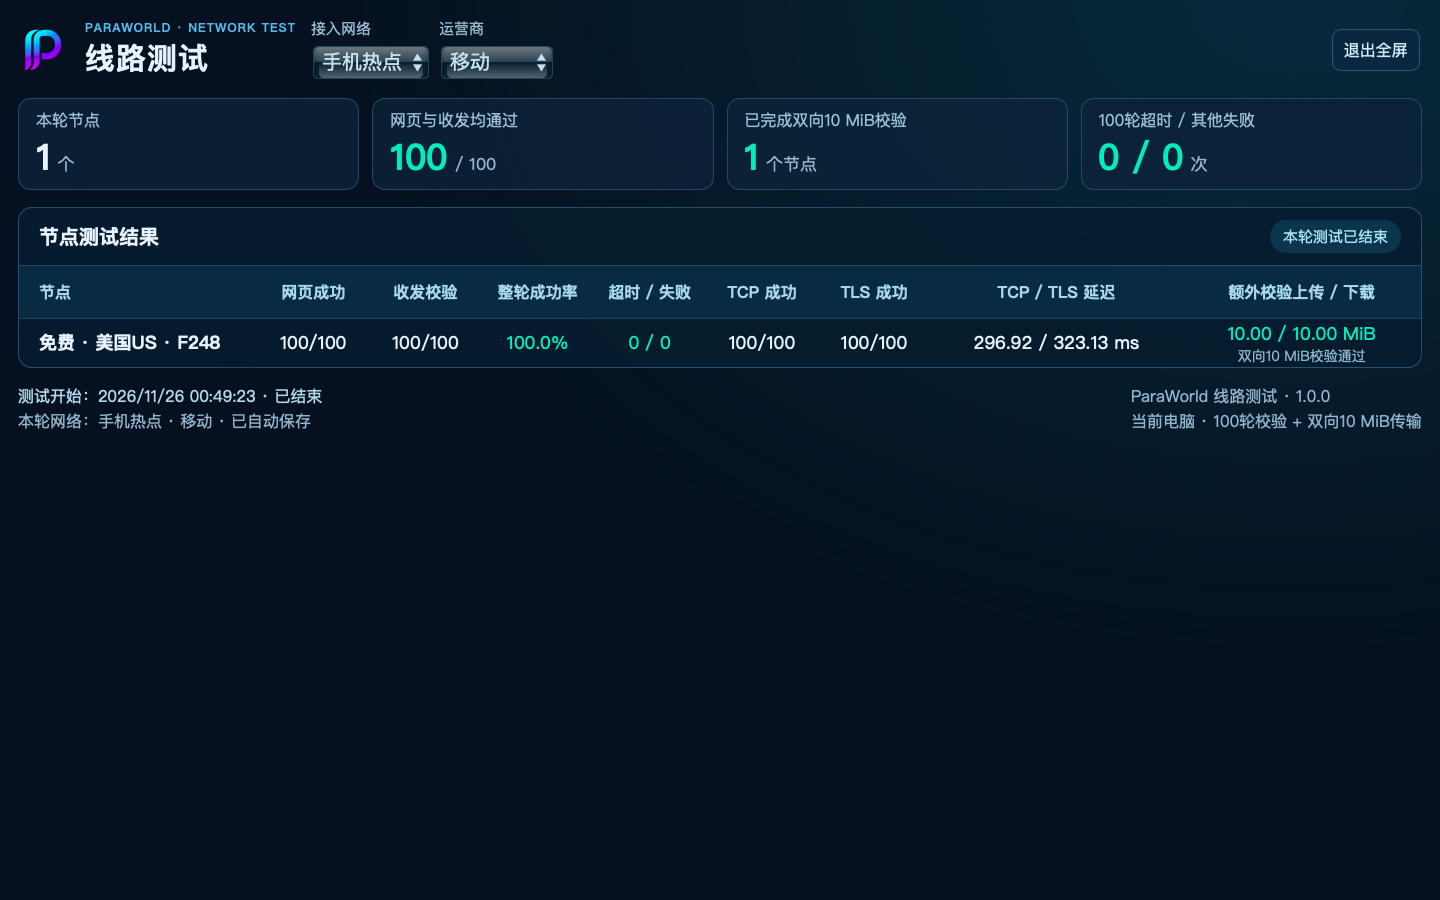 PARAWORLD · NETWORK TEST
线路测试
接入网络
手机热点
运营商
移动
退出全屏
本轮节点
1 个
网页与收发均通过
100 / 100
已完成双向10 MiB校验
1 个节点
100轮超时 / 其他失败
0 / 0 次
节点测试结果
本轮测试已结束
节点 网页成功 收发校验 整轮成功率 超时 / 失败 TCP 成功 TLS 成功 TCP / TLS 延迟 额外校验上传 / 下载
免费 · 美国US · F248 100/100 100/100 100.0% 0 / 0 100/100 100/100 296.92 / 323.13 ms 10.00 / 10.00 MiB
双向10 MiB校验通过
测试开始：2026/11/26 00:49:23 · 已结束
本轮网络：手机热点 · 移动 · 已自动保存
ParaWorld 线路测试 · 1.0.0
当前电脑 · 100轮校验 + 双向10 MiB传输